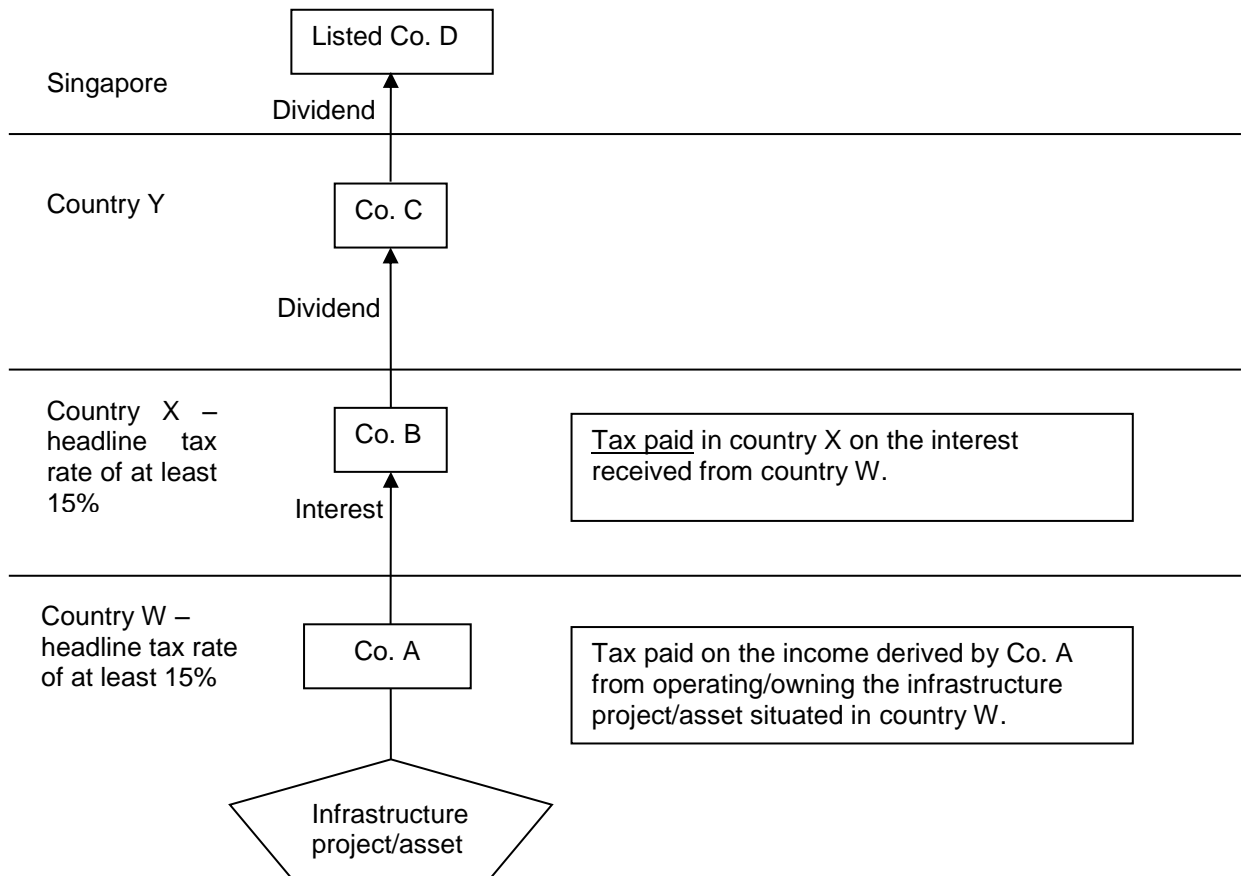 Listed Co. D
Singapore
Dividend
Country Y
Co. C
Dividend
Country X –
headline tax
rate of at least
15%
Co. B
Tax paid in country X on the interest
received from country W.
Interest
Country W –
headline tax rate
of at least 15%
Co. A
Tax paid on the income derived by Co. A
from operating/owning the infrastructure
project/asset situated in country W.
Infrastructure
project/asset